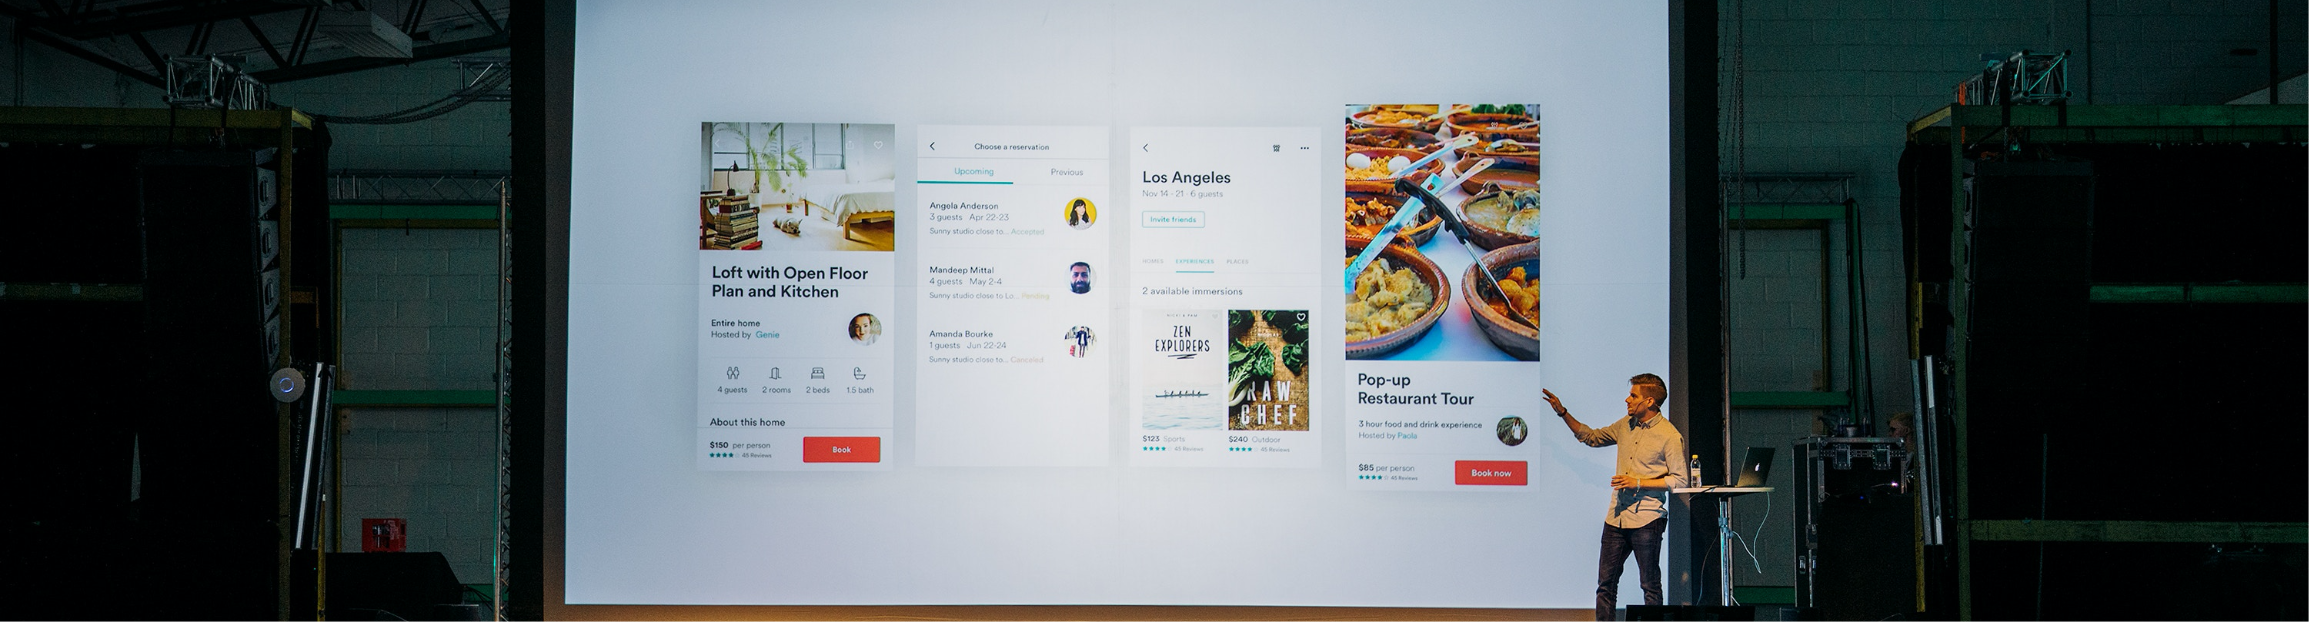 Loft with Open Floor
Plan and Kitchen
Entire home
Hosted by Genie
4 guests 2 rooms 2 beds 1.5 bath
About this home
$150 per person
45 Reviews
Book
Choose a reservation
Upcoming Previous
Angela Anderson
3 guests Apr 22-23
Sunny studio close to... Accepted
Mandeep Mittal
4 guests May 2-4
Sunny studio close to Lo... Pending
Amanda Bourke
1 guests Jun 22-24
Sunny studio close to... Canceled
Los Angeles
Nov 14 - 21 · 6 guests
Invite friends
HOMES EXPERIENCES PLACES
2 available immersions
ZEN
EXPLORERS
RAW
CHEF
$123 Sports
43 Reviews
$240 Outdoor
45 Reviews
Pop-up
Restaurant Tour
3 hour food and drink experience
Hosted by Paola
$85 per person
45 Reviews
Book now